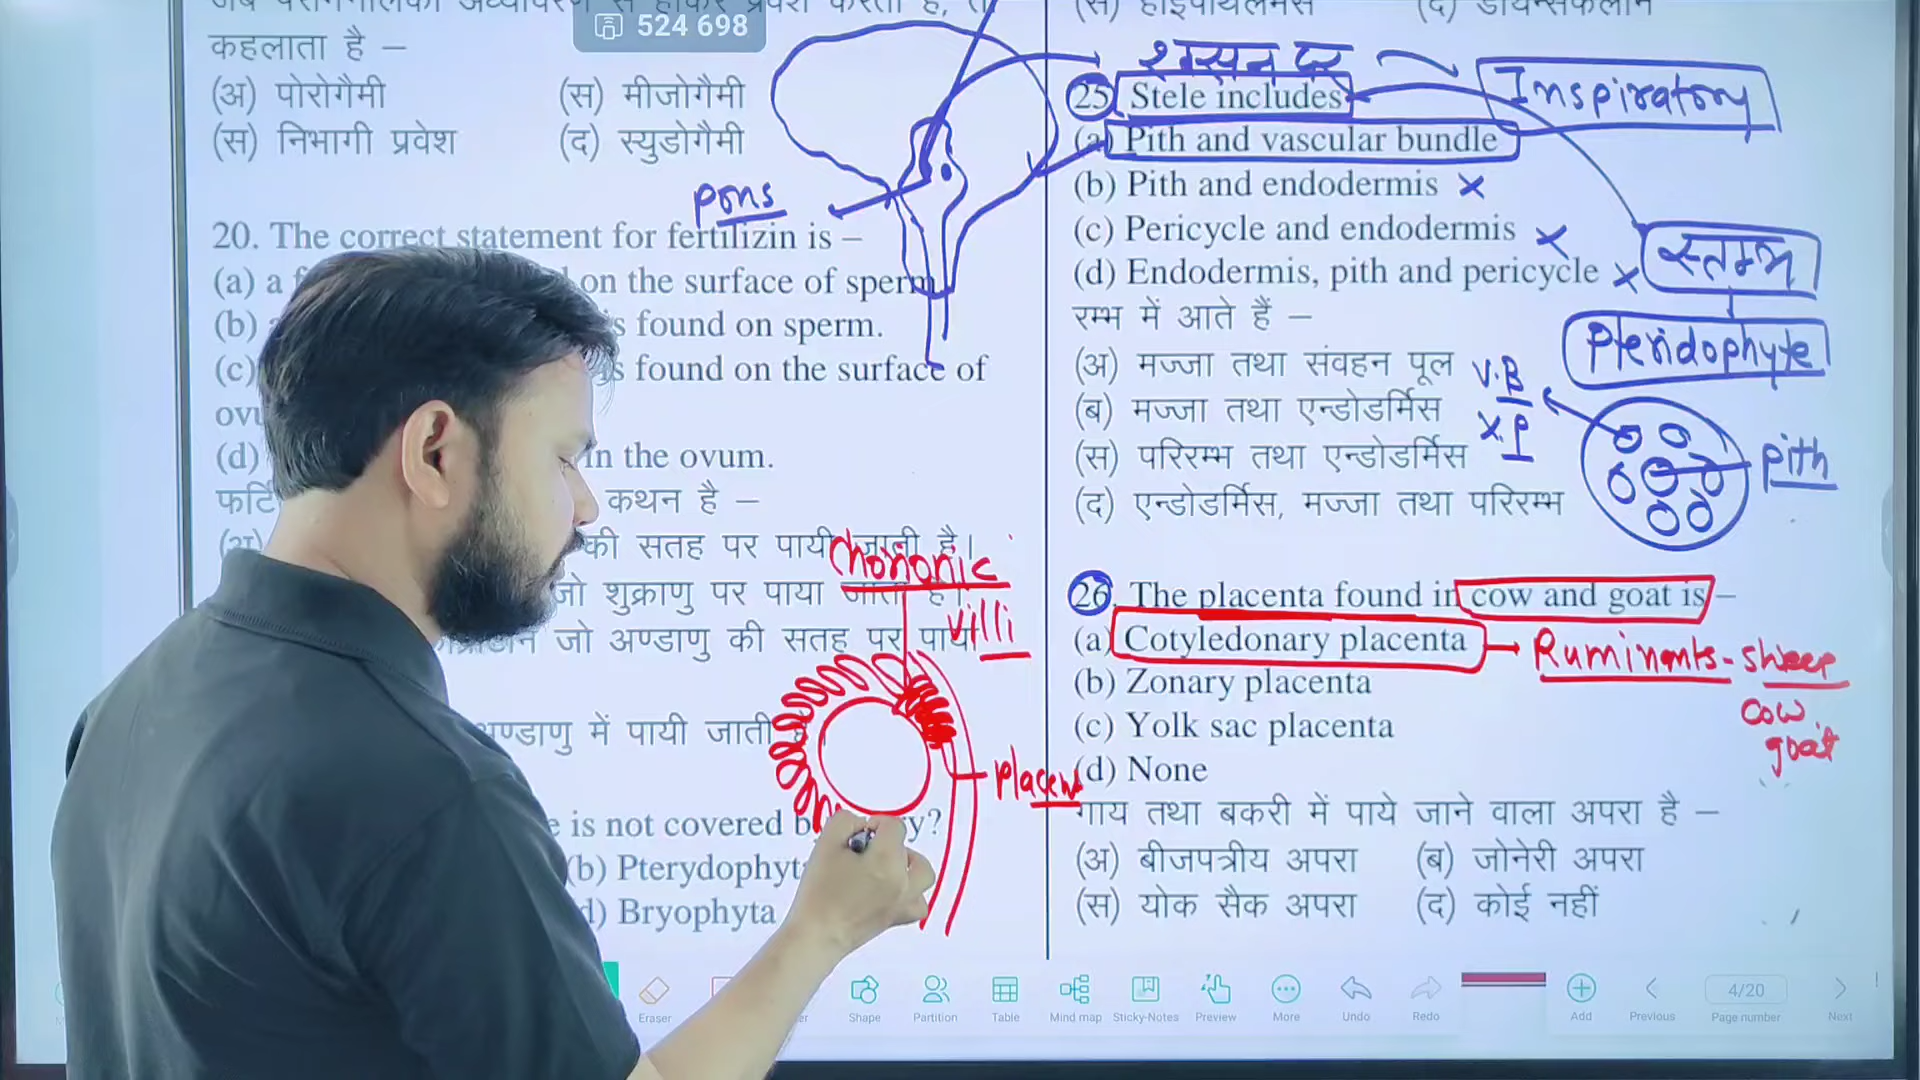 524 698
कहलाता है –
(अ) पोरोगैमी (स) मीजोगैमी
(स) निभागी प्रवेश (द) स्युडोगैमी
pons
20. The correct statement for fertilizin is –
(a) a on the surface of sperm
(b) is found on sperm.
(c) is found on the surface of
(d) in the ovum.
कथन है –
की सतह पर पायी जाती है।
जो शुक्राणु पर पाया जाता है।
जो अण्डाणु की सतह पर पाया
अण्डाणु में पायी जाती
chorionic
villi
placent
is not covered
(b) Pterydophyta
(d) Bryophyta
श्वसन दर
Inspiratory
25 Stele includes
(a) Pith and vascular bundle
(b) Pith and endodermis x
(c) Pericycle and endodermis x
(d) Endodermis, pith and pericycle x
स्तम्भ
Pteridophyte
रम्भ में आते हैं –
(अ) मज्जा तथा संवहन पूल
(ब) मज्जा तथा एन्डोडर्मिस
(स) परिरम्भ तथा एन्डोडर्मिस
(द) एन्डोडर्मिस, मज्जा तथा परिरम्भ
V.B
X.P
pith
26. The placenta found in cow and goat is –
(a) Cotyledonary placenta → Ruminants - sheep
cow
goat
(b) Zonary placenta
(c) Yolk sac placenta
(d) None
गाय तथा बकरी में पाये जाने वाला अपरा है –
(अ) बीजपत्रीय अपरा (ब) जोनेरी अपरा
(स) योक सैक अपरा (द) कोई नहीं
Eraser Shape Partition Table Mind map Sticky-Notes Preview More Undo Redo Add Previous 4/20 Page number Next